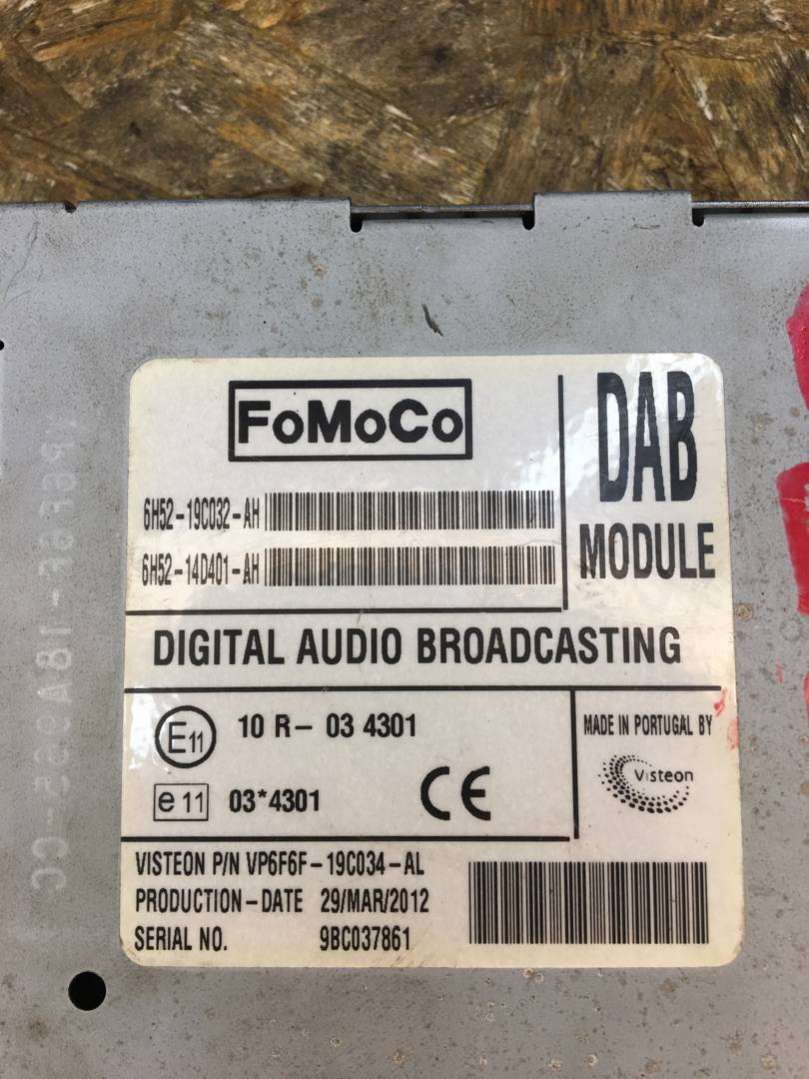 FoMoCo
DAB
MODULE
6H52-19C032-AH
6H52-14D401-AH
DIGITAL AUDIO BROADCASTING
E11 10 R- 03 4301
e 11 03*4301 CE
MADE IN PORTUGAL BY
Visteon
VISTEON P/N VP6F6F-19C034-AL
PRODUCTION-DATE 29/MAR/2012
SERIAL NO. 9BC037861